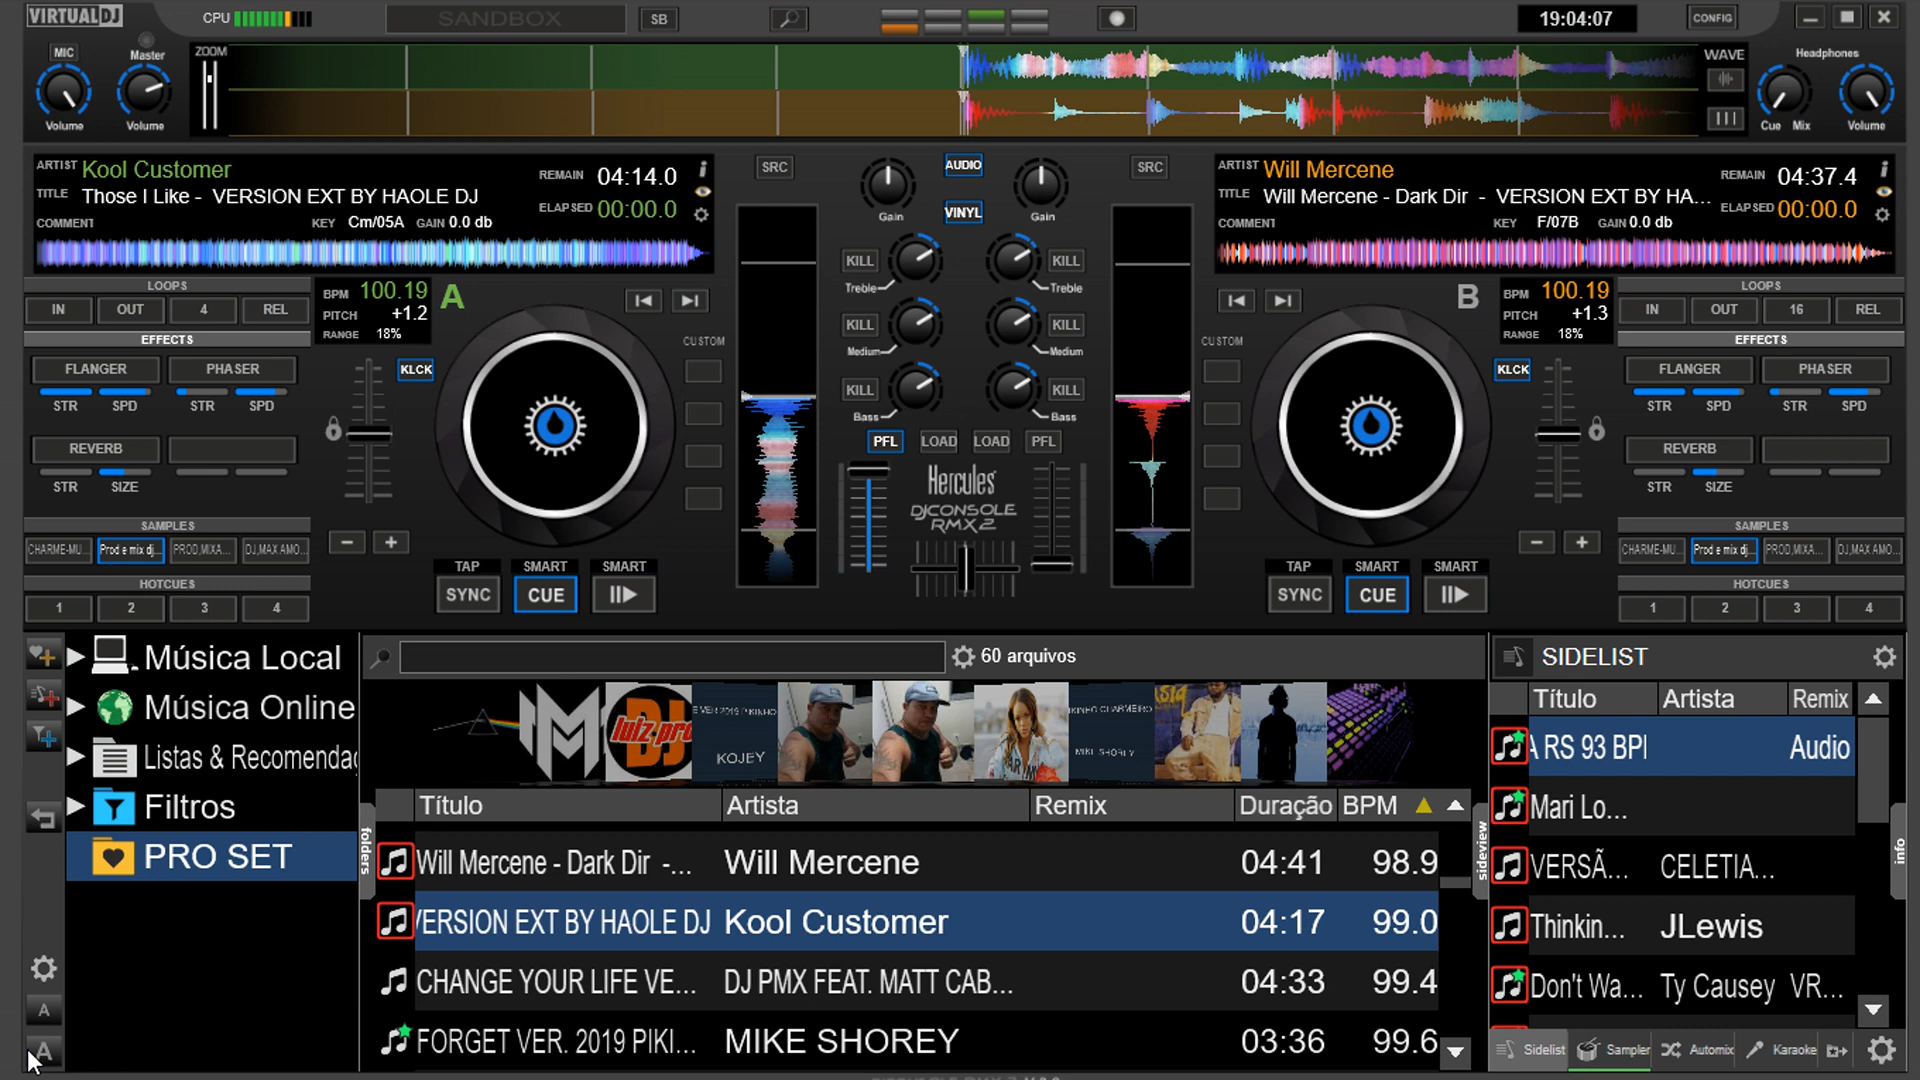 VIRTUALDJ
CPU
SANDBOX
SB
19:04:07
CONFIG
MIC
Master
Volume
Volume
ZOOM
WAVE
Headphones
Cue Mix
Volume
ARTIST Kool Customer
TITLE Those I Like - VERSION EXT BY HAOLE DJ
COMMENT
KEY Cm/05A GAIN 0.0 db
REMAIN 04:14.0
ELAPSED 00:00.0
SRC
AUDIO
VINYL
Gain
Gain
SRC
ARTIST Will Mercene
TITLE Will Mercene - Dark Dir - VERSION EXT BY HA...
COMMENT
KEY F/07B GAIN 0.0 db
REMAIN 04:37.4
ELAPSED 00:00.0
LOOPS
IN OUT 4 REL
BPM 100.19 A
PITCH +1.2
RANGE 18%
EFFECTS
FLANGER PHASER
STR SPD STR SPD
REVERB
STR SIZE
KLCK
CUSTOM
SAMPLES
CHARME-MU... Prod e mix dj... PROD,MIXA... DJ,MAX AMO...
HOTCUES
1 2 3 4
TAP SMART SMART
SYNC CUE
KILL KILL
Treble Treble
KILL KILL
Medium Medium
KILL KILL
Bass Bass
PFL LOAD LOAD PFL
Hercules
DJCONSOLE
RMX2
CUSTOM
B
BPM 100.19
PITCH +1.3
RANGE 18%
KLCK
TAP SMART SMART
SYNC CUE
LOOPS
IN OUT 16 REL
EFFECTS
FLANGER PHASER
STR SPD STR SPD
REVERB
STR SIZE
SAMPLES
CHARME-MU... Prod e mix dj... PROD,MIXA... DJ,MAX AMO...
HOTCUES
1 2 3 4
Música Local
Música Online
Listas & Recomenda
Filtros
PRO SET
A
A
folders
60 arquivos
KOJEY
Título Artista Remix Duração BPM
Will Mercene - Dark Dir -... Will Mercene 04:41 98.9
VERSION EXT BY HAOLE DJ Kool Customer 04:17 99.0
CHANGE YOUR LIFE VE... DJ PMX FEAT. MATT CAB... 04:33 99.4
FORGET VER. 2019 PIKI... MIKE SHOREY 03:36 99.6
sideview
SIDELIST
Título Artista Remix
A RS 93 BP Audio
Mari Lo...
VERSÃ... CELETIA...
Thinkin... JLewis
Don't Wa... Ty Causey VR...
info
Sidelist Sampler Automix Karaoke